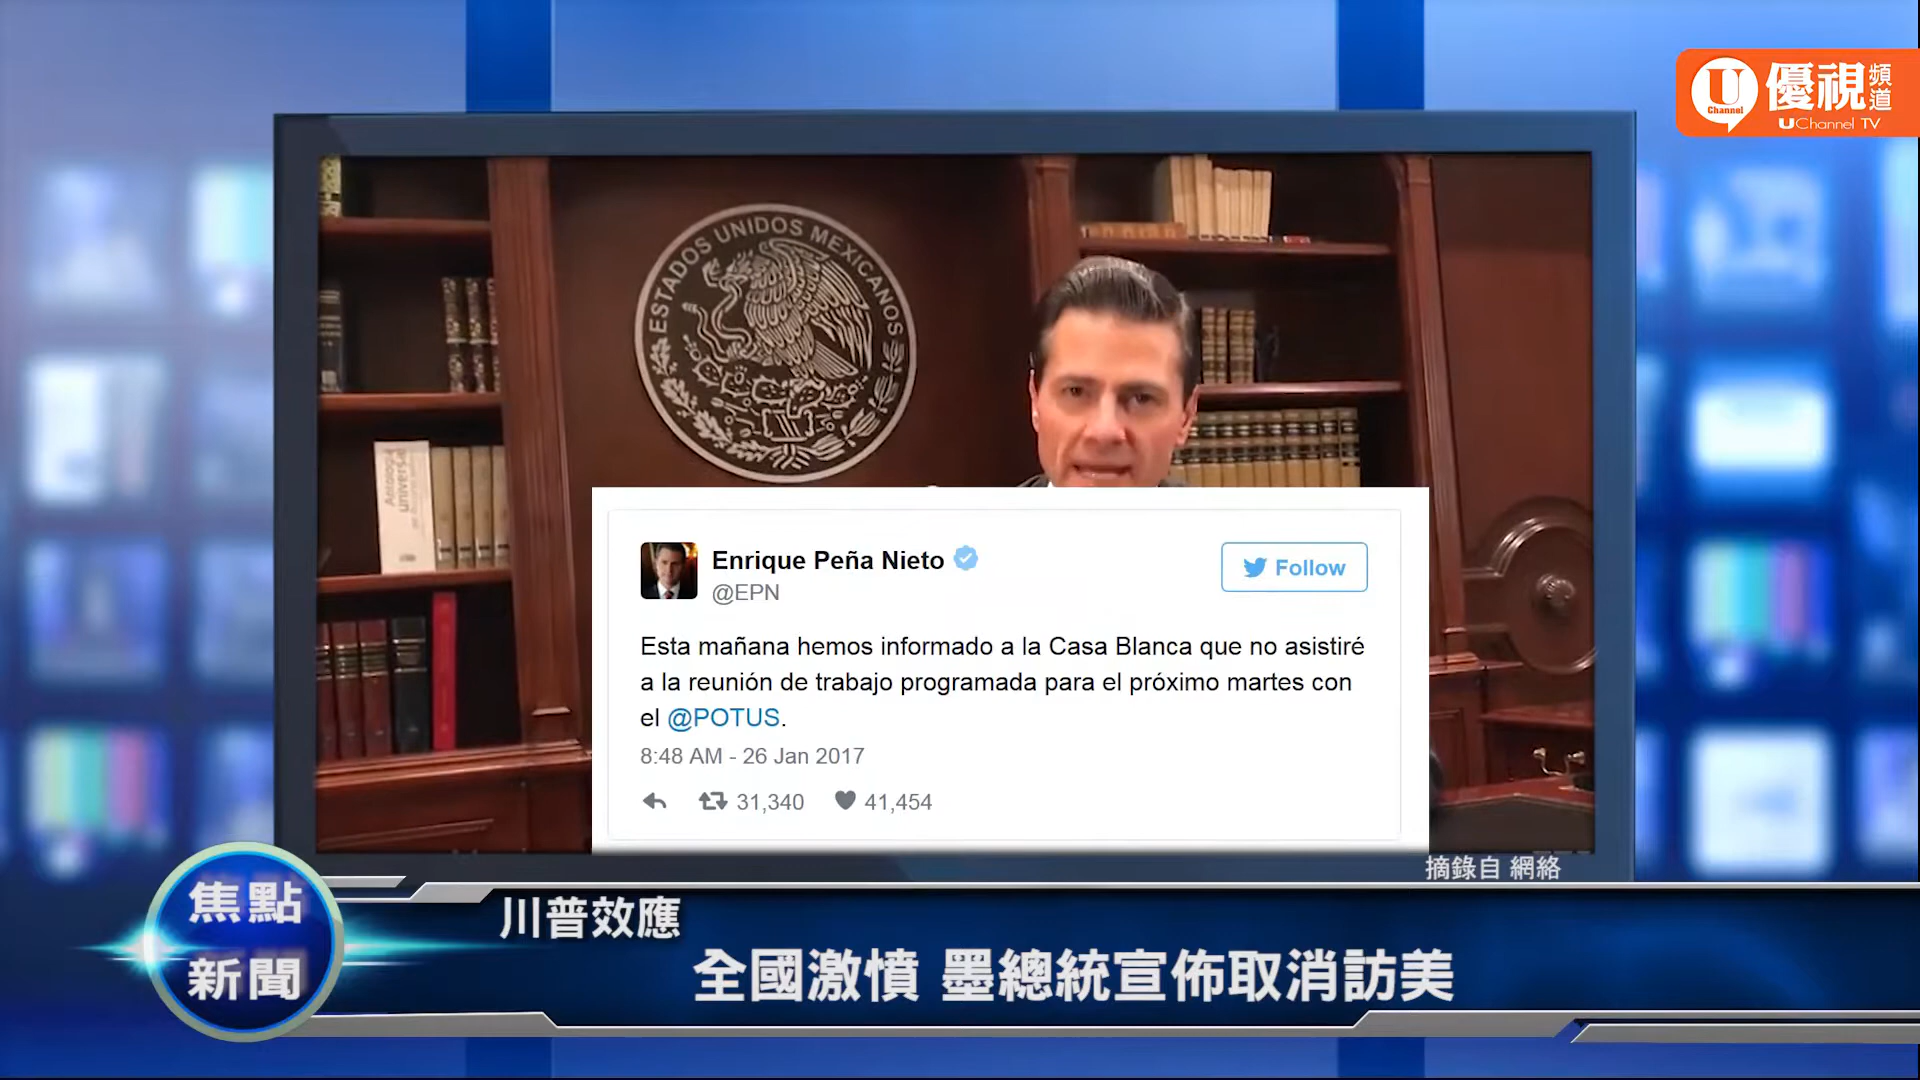 U
Channel
優視
頻道
UChannel TV
ESTADOS UNIDOS MEXICANOS
Enrique Peña Nieto
@EPN
Follow
Esta mañana hemos informado a la Casa Blanca que no asistiré
a la reunión de trabajo programada para el próximo martes con
el @POTUS.
8:48 AM - 26 Jan 2017
31,340 41,454
摘錄自 網絡
焦點
新聞
川普效應
全國激憤 墨總統宣佈取消訪美